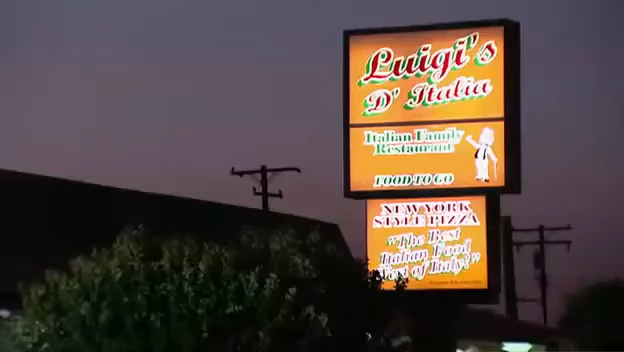 Luigi's
D' Italia
Italian Family
Restaurant
FOOD TO GO
NEW YORK
STYLE PIZZA
"The Best
Italian Food
West of Italy!"